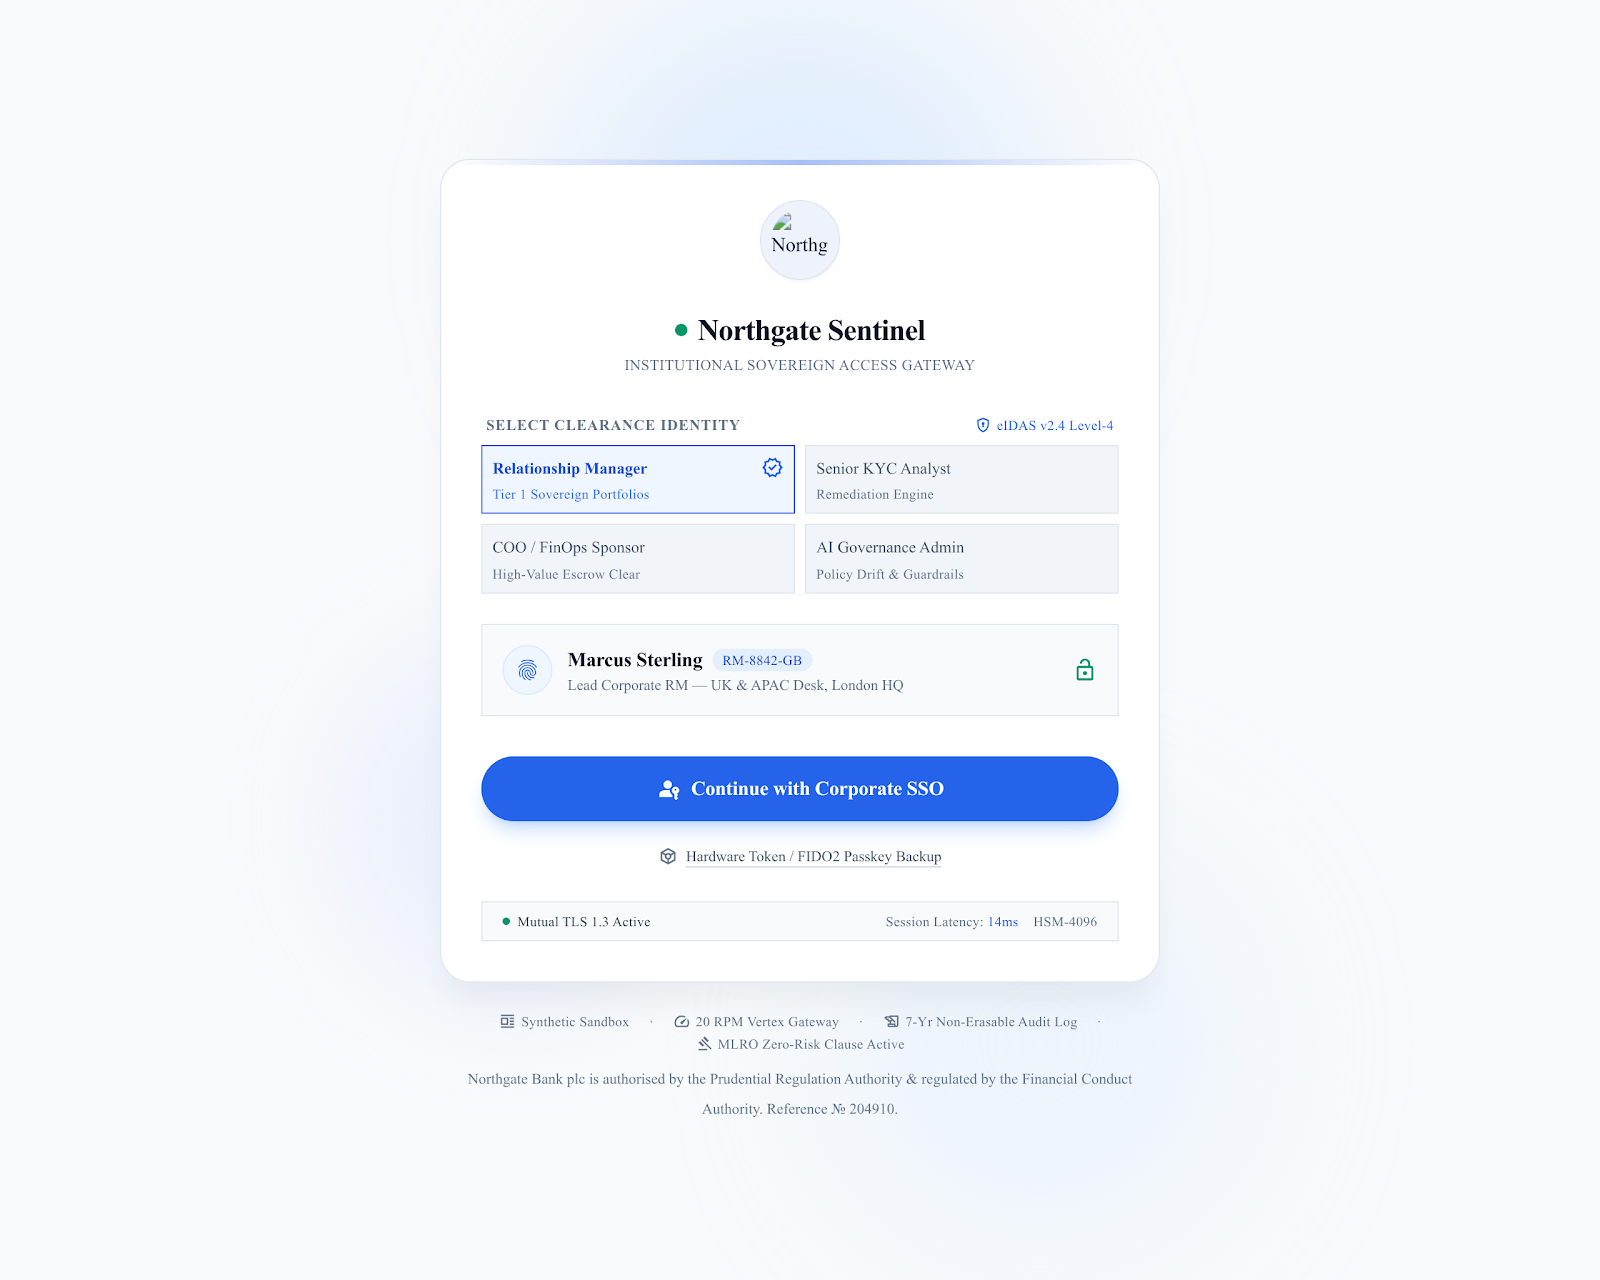 Northg
Northgate Sentinel
INSTITUTIONAL SOVEREIGN ACCESS GATEWAY
SELECT CLEARANCE IDENTITY
eIDAS v2.4 Level-4
Relationship Manager
Tier 1 Sovereign Portfolios
Senior KYC Analyst
Remediation Engine
COO / FinOps Sponsor
High-Value Escrow Clear
AI Governance Admin
Policy Drift & Guardrails
Marcus Sterling RM-8842-GB
Lead Corporate RM — UK & APAC Desk, London HQ
Continue with Corporate SSO
Hardware Token / FIDO2 Passkey Backup
Mutual TLS 1.3 Active
Session Latency: 14ms HSM-4096
Synthetic Sandbox · 20 RPM Vertex Gateway · 7-Yr Non-Erasable Audit Log ·
MLRO Zero-Risk Clause Active
Northgate Bank plc is authorised by the Prudential Regulation Authority & regulated by the Financial Conduct
Authority. Reference № 204910.